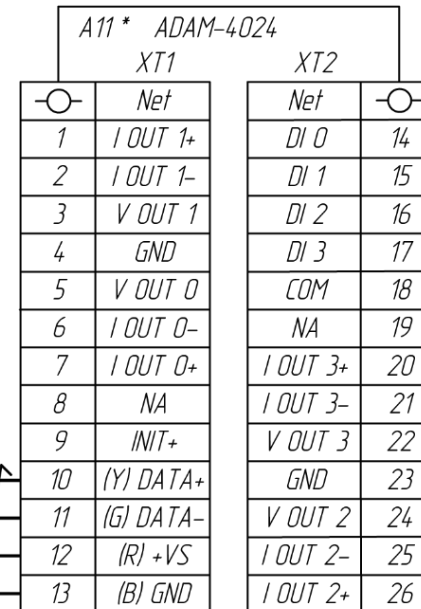 A11 * ADAM-4024
XT1 XT2
Net Net
1 I OUT 1+ DI 0 14
2 I OUT 1- DI 1 15
3 V OUT 1 DI 2 16
4 GND DI 3 17
5 V OUT 0 COM 18
6 I OUT 0- NA 19
7 I OUT 0+ I OUT 3+ 20
8 NA I OUT 3- 21
9 INIT+ V OUT 3 22
10 (Y) DATA+ GND 23
11 (G) DATA- V OUT 2 24
12 (R) +VS I OUT 2- 25
13 (B) GND I OUT 2+ 26